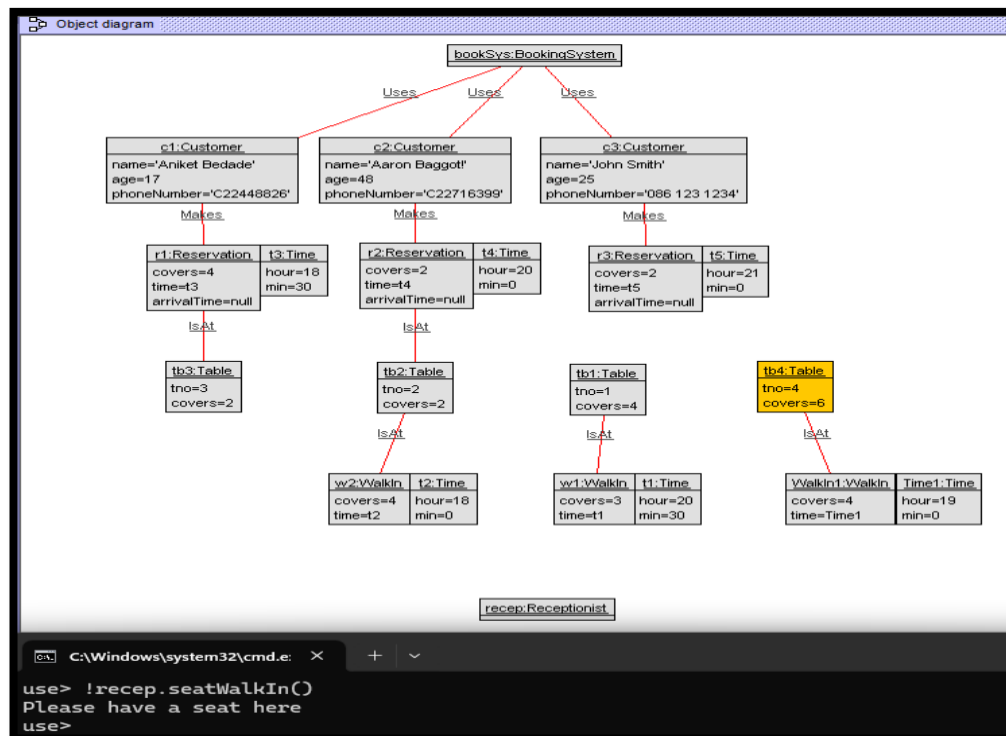 Object diagram
bookSys:BookingSystem
Uses Uses Uses
c1:Customer
name='Aniket Bedade'
age=17
phoneNumber='C22448826'
c2:Customer
name='Aaron Baggot!'
age=48
phoneNumber='C22716399'
c3:Customer
name='John Smith'
age=25
phoneNumber='086 123 1234'
Makes Makes Makes
r1:Reservation
covers=4
time=t3
arrivalTime=null
t3:Time
hour=18
min=30
r2:Reservation
covers=2
time=t4
arrivalTime=null
t4:Time
hour=20
min=0
r3:Reservation
covers=2
time=t5
arrivalTime=null
t5:Time
hour=21
min=0
IsAt IsAt
tb3:Table
tno=3
covers=2
tb2:Table
tno=2
covers=2
tb1:Table
tno=1
covers=4
tb4:Table
tno=4
covers=6
IsAt IsAt IsAt
w2:WalkIn
covers=4
time=t2
t2:Time
hour=18
min=0
w1:WalkIn
covers=3
time=t1
t1:Time
hour=20
min=30
WalkIn1:WalkIn
covers=4
time=Time1
Time1:Time
hour=19
min=0
recep:Receptionist
C:\Windows\system32\cmd.e:
use> !recep.seatWalkIn()
Please have a seat here
use>